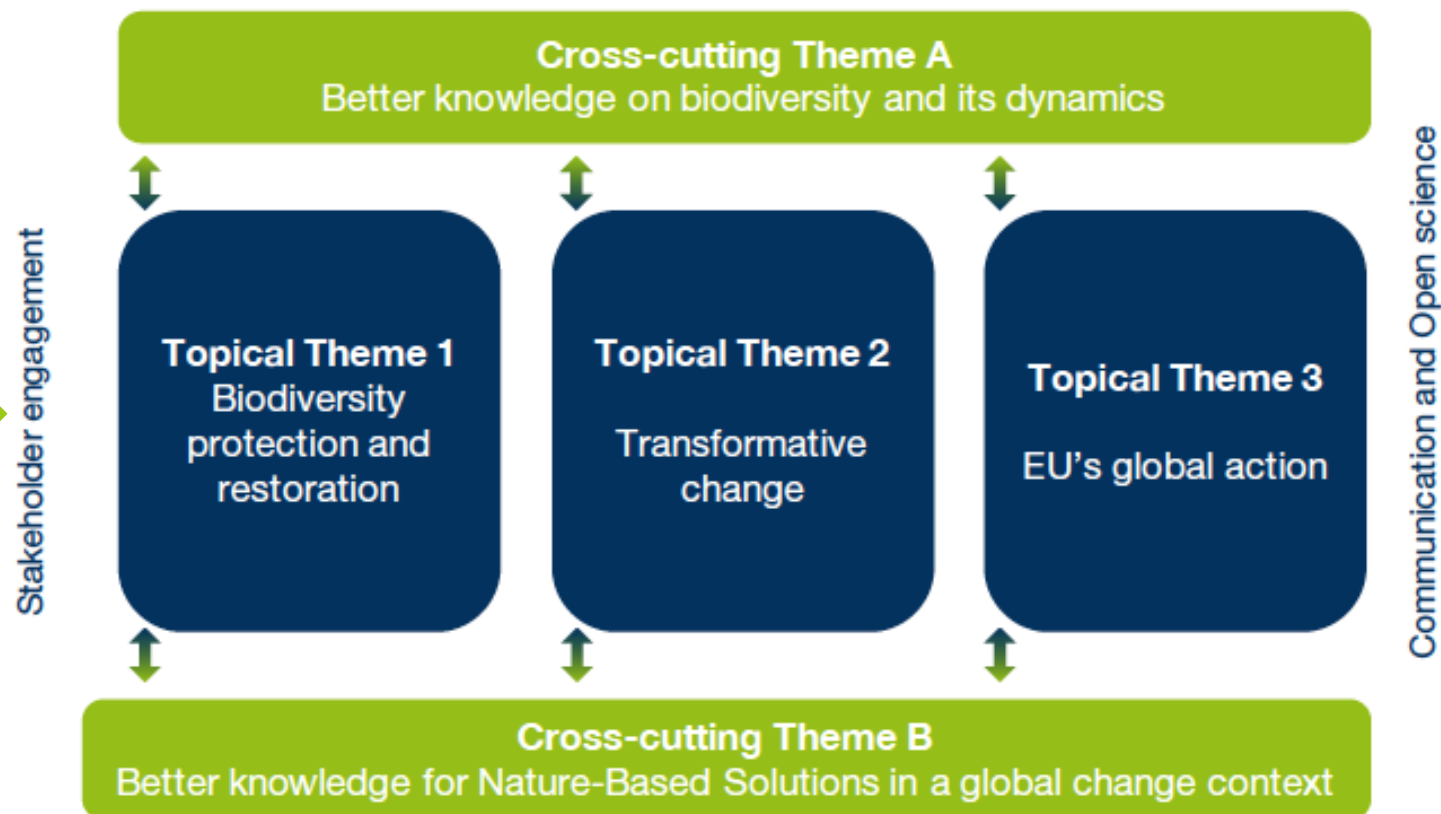 Cross-cutting Theme A
Better knowledge on biodiversity and its dynamics
Stakeholder engagement
Topical Theme 1
Biodiversity
protection and
restoration
Topical Theme 2
Transformative
change
Topical Theme 3
EU's global action
Communication and Open science
Cross-cutting Theme B
Better knowledge for Nature-Based Solutions in a global change context